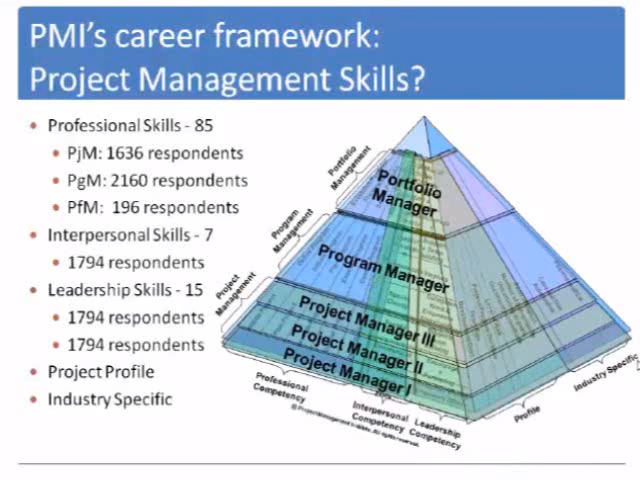 PMI's career framework:
Project Management Skills?
Professional Skills - 85
PjM: 1636 respondents
PgM: 2160 respondents
PfM: 196 respondents
Interpersonal Skills - 7
1794 respondents
Leadership Skills - 15
1794 respondents
1794 respondents
Project Profile
Industry Specific
Portfolio
Management
Program
Management
Project
Management
Portfolio
Manager
Program Manager
Project Manager III
Project Manager II
Project Manager I
Professional
Competency
Interpersonal
Competency
Leadership
Competency
Profile
Industry Specific